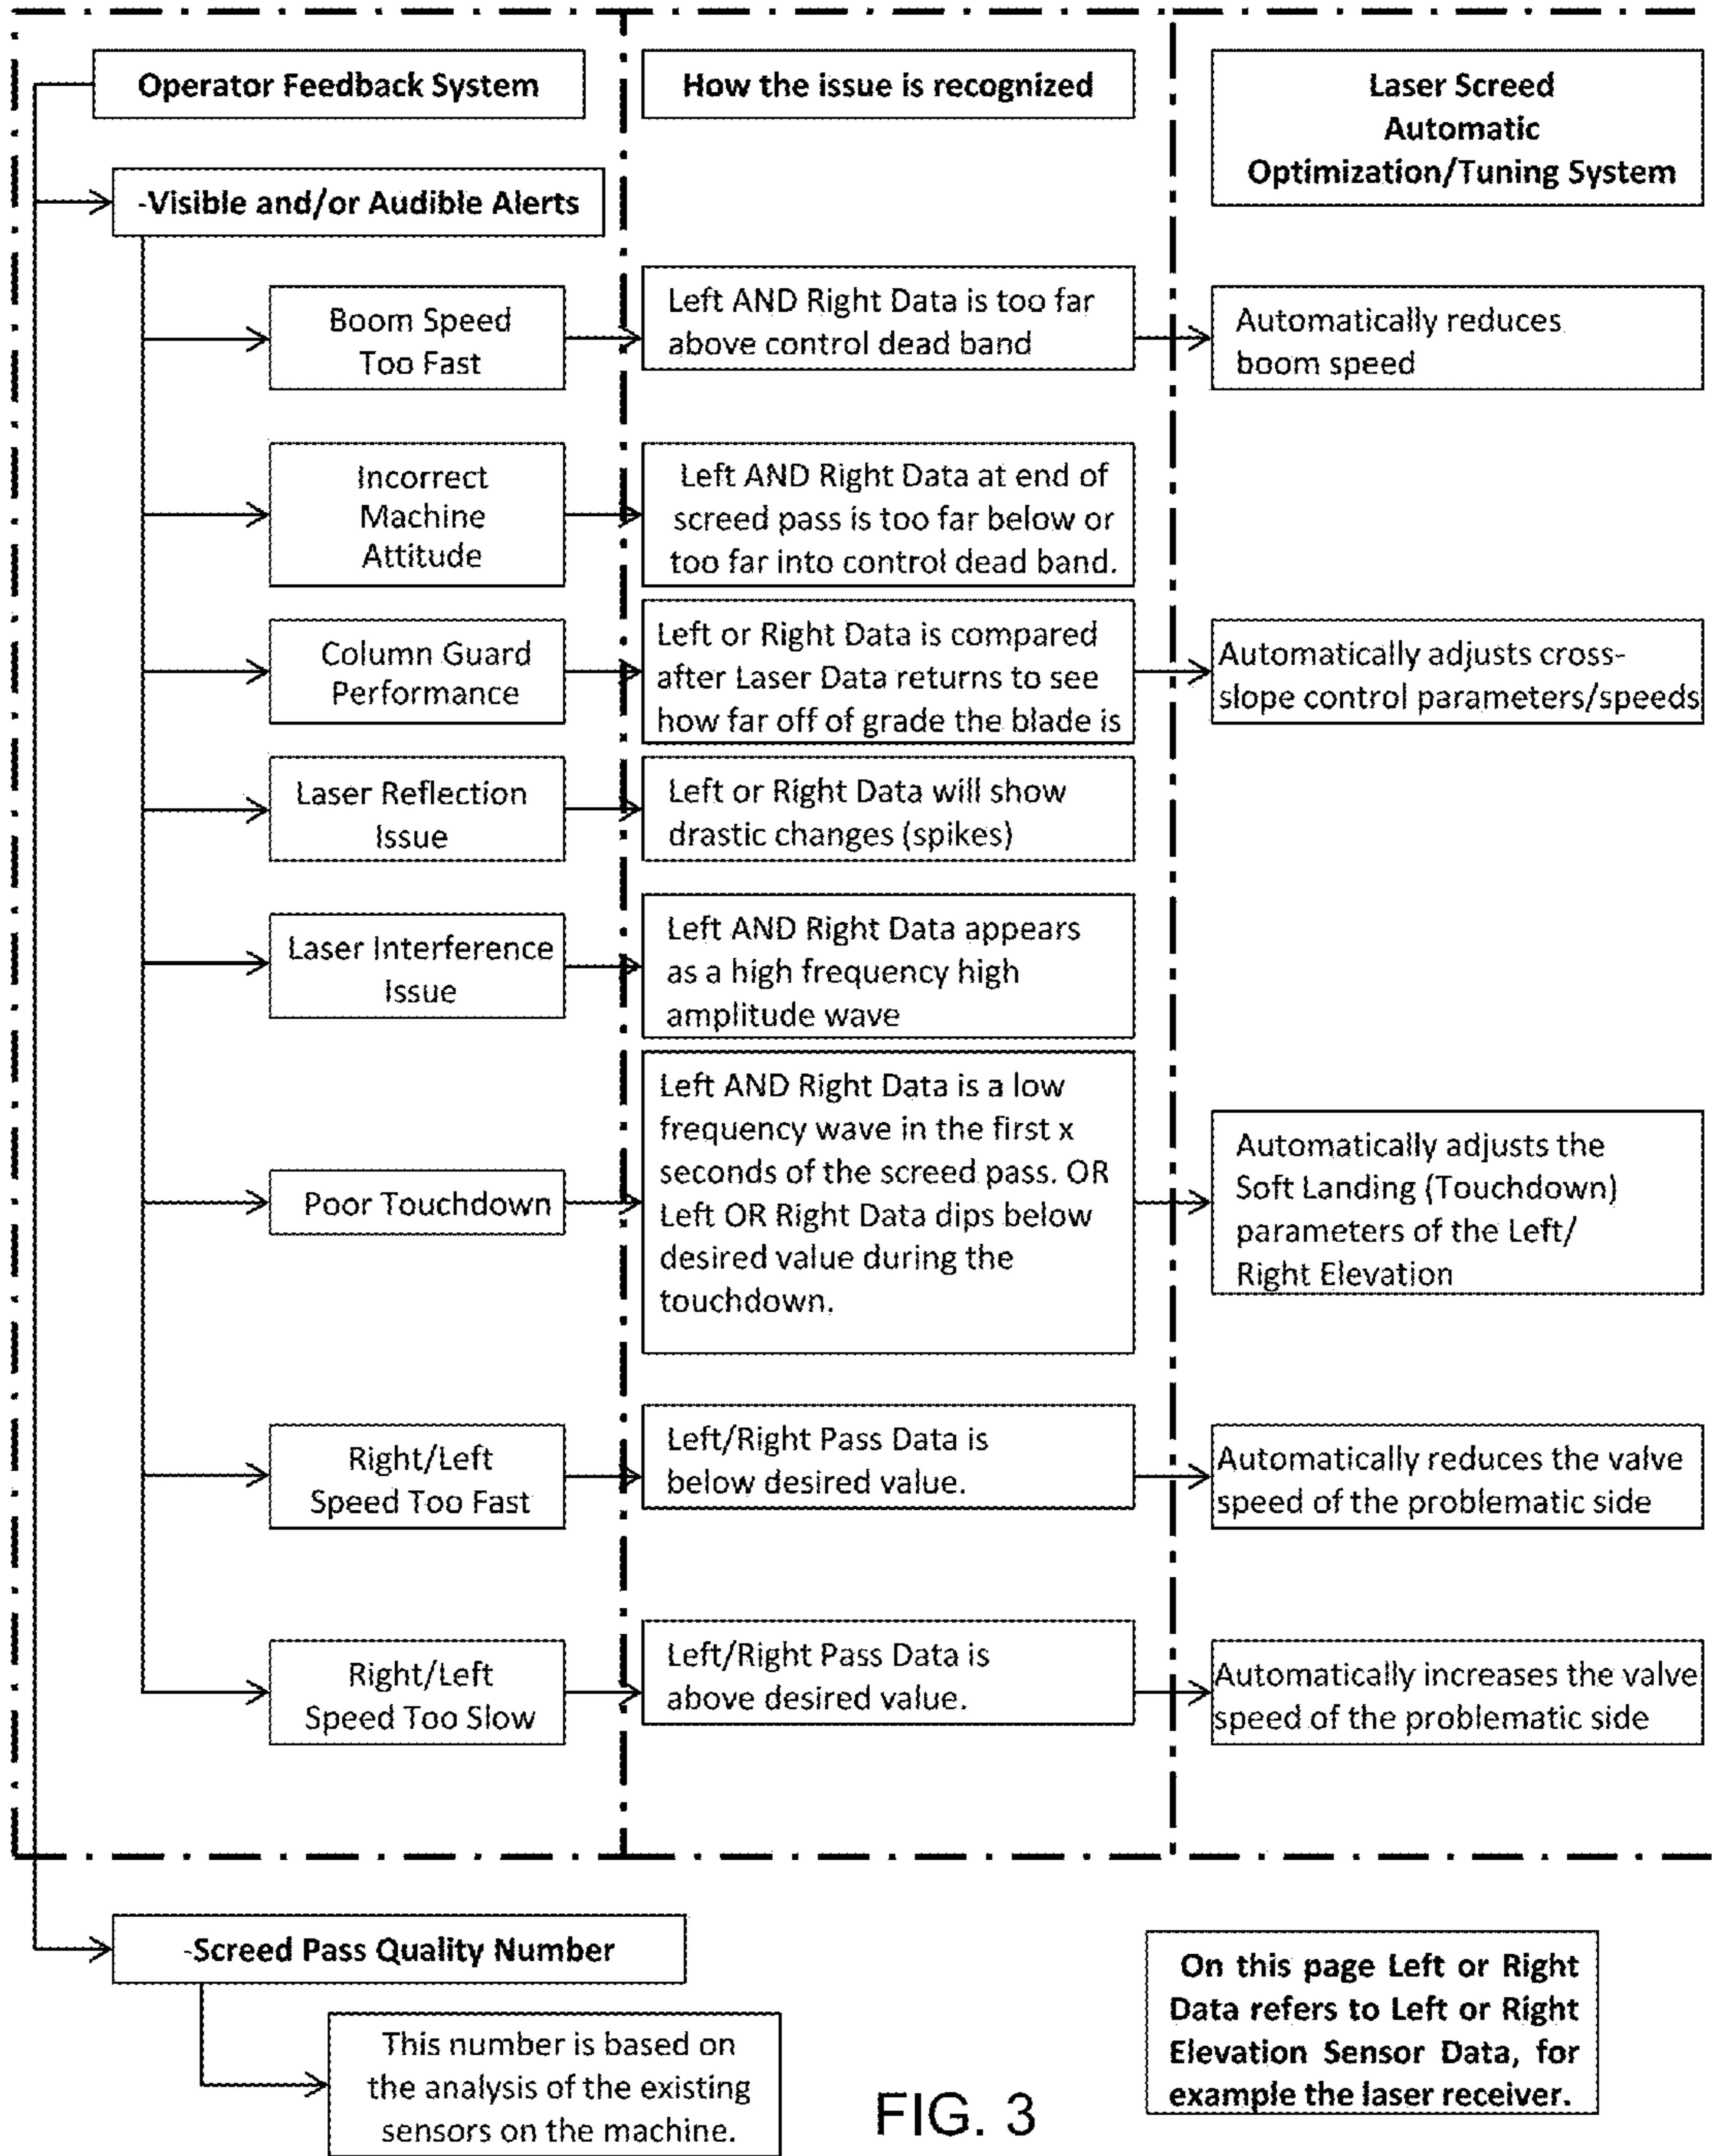 Operator Feedback System
How the issue is recognized
Laser Screed
Automatic
Optimization/Tuning System
-Visible and/or Audible Alerts
Boom Speed
Too Fast
Left AND Right Data is too far
above control dead band
Automatically reduces
boom speed
Incorrect
Machine
Attitude
Left AND Right Data at end of
screed pass is too far below or
too far into control dead band.
Column Guard
Performance
Left or Right Data is compared
after Laser Data returns to see
how far off of grade the blade is
Automatically adjusts cross-
slope control parameters/speeds
Laser Reflection
Issue
Left or Right Data will show
drastic changes (spikes)
Laser Interference
Issue
Left AND Right Data appears
as a high frequency high
amplitude wave
Poor Touchdown
Left AND Right Data is a low
frequency wave in the first x
seconds of the screed pass. OR
Left OR Right Data dips below
desired value during the
touchdown.
Automatically adjusts the
Soft Landing (Touchdown)
parameters of the Left/
Right Elevation
Right/Left
Speed Too Fast
Left/Right Pass Data is
below desired value.
Automatically reduces the valve
speed of the problematic side
Right/Left
Speed Too Slow
Left/Right Pass Data is
above desired value.
Automatically increases the valve
speed of the problematic side
-Screed Pass Quality Number
This number is based on
the analysis of the existing
sensors on the machine.
On this page Left or Right
Data refers to Left or Right
Elevation Sensor Data, for
example the laser receiver.
FIG. 3